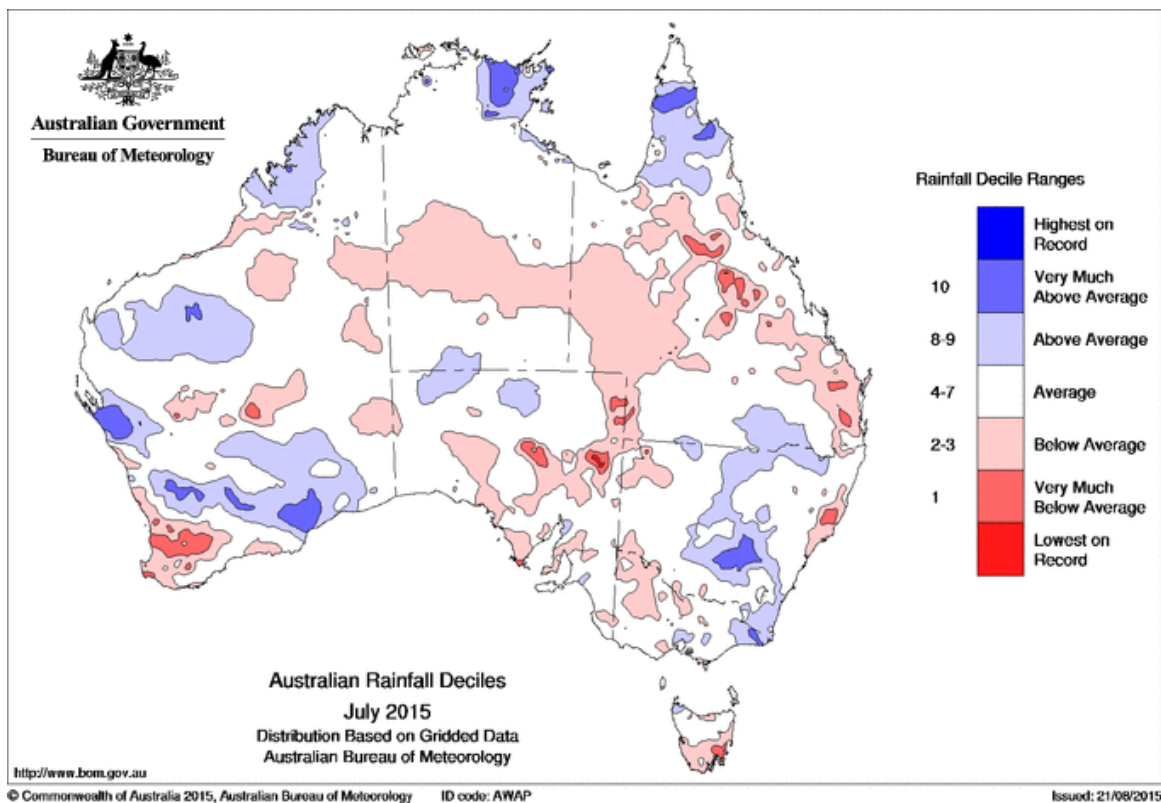 Australian Government
Bureau of Meteorology
Rainfall Decile Ranges
Highest on
Record
10
Very Much
Above Average
8-9
Above Average
4-7
Average
2-3
Below Average
1
Very Much
Below Average
Lowest on
Record
Australian Rainfall Deciles
July 2015
Distribution Based on Gridded Data
Australian Bureau of Meteorology
http://www.bom.gov.au
© Commonwealth of Australia 2015, Australian Bureau of Meteorology
ID code: AWAP
Issued: 21/08/2015